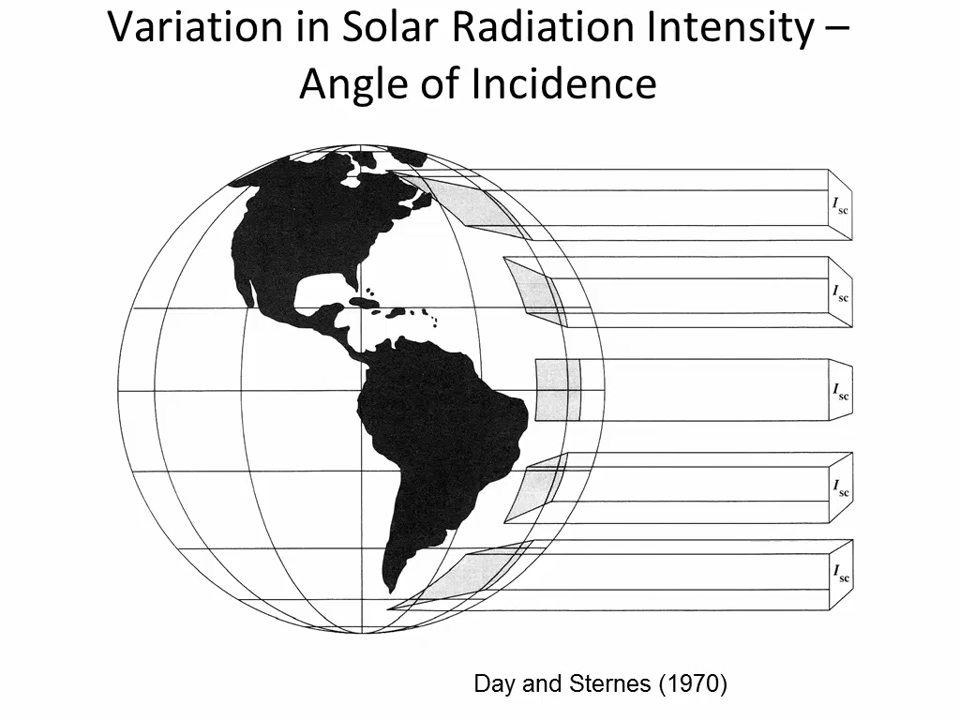 Variation in Solar Radiation Intensity –
Angle of Incidence
Isc
Isc
Isc
Isc
Isc
Day and Sternes (1970)